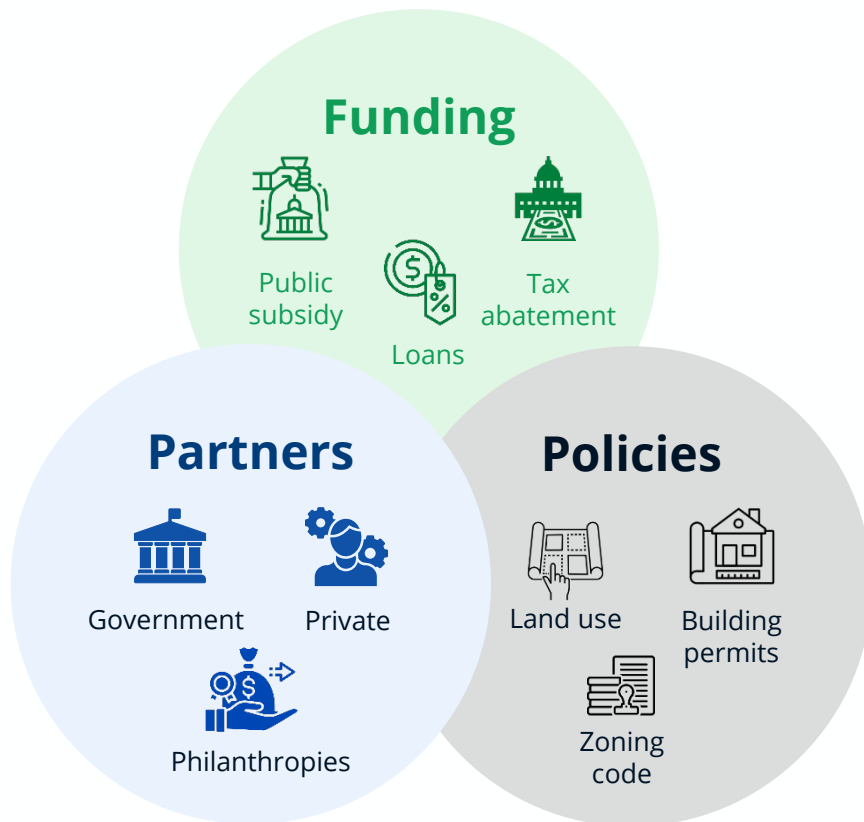 Funding
Public
subsidy
Loans
Tax
abatement
Partners
Government
Private
Philanthropies
Policies
Land use
Building
permits
Zoning
code